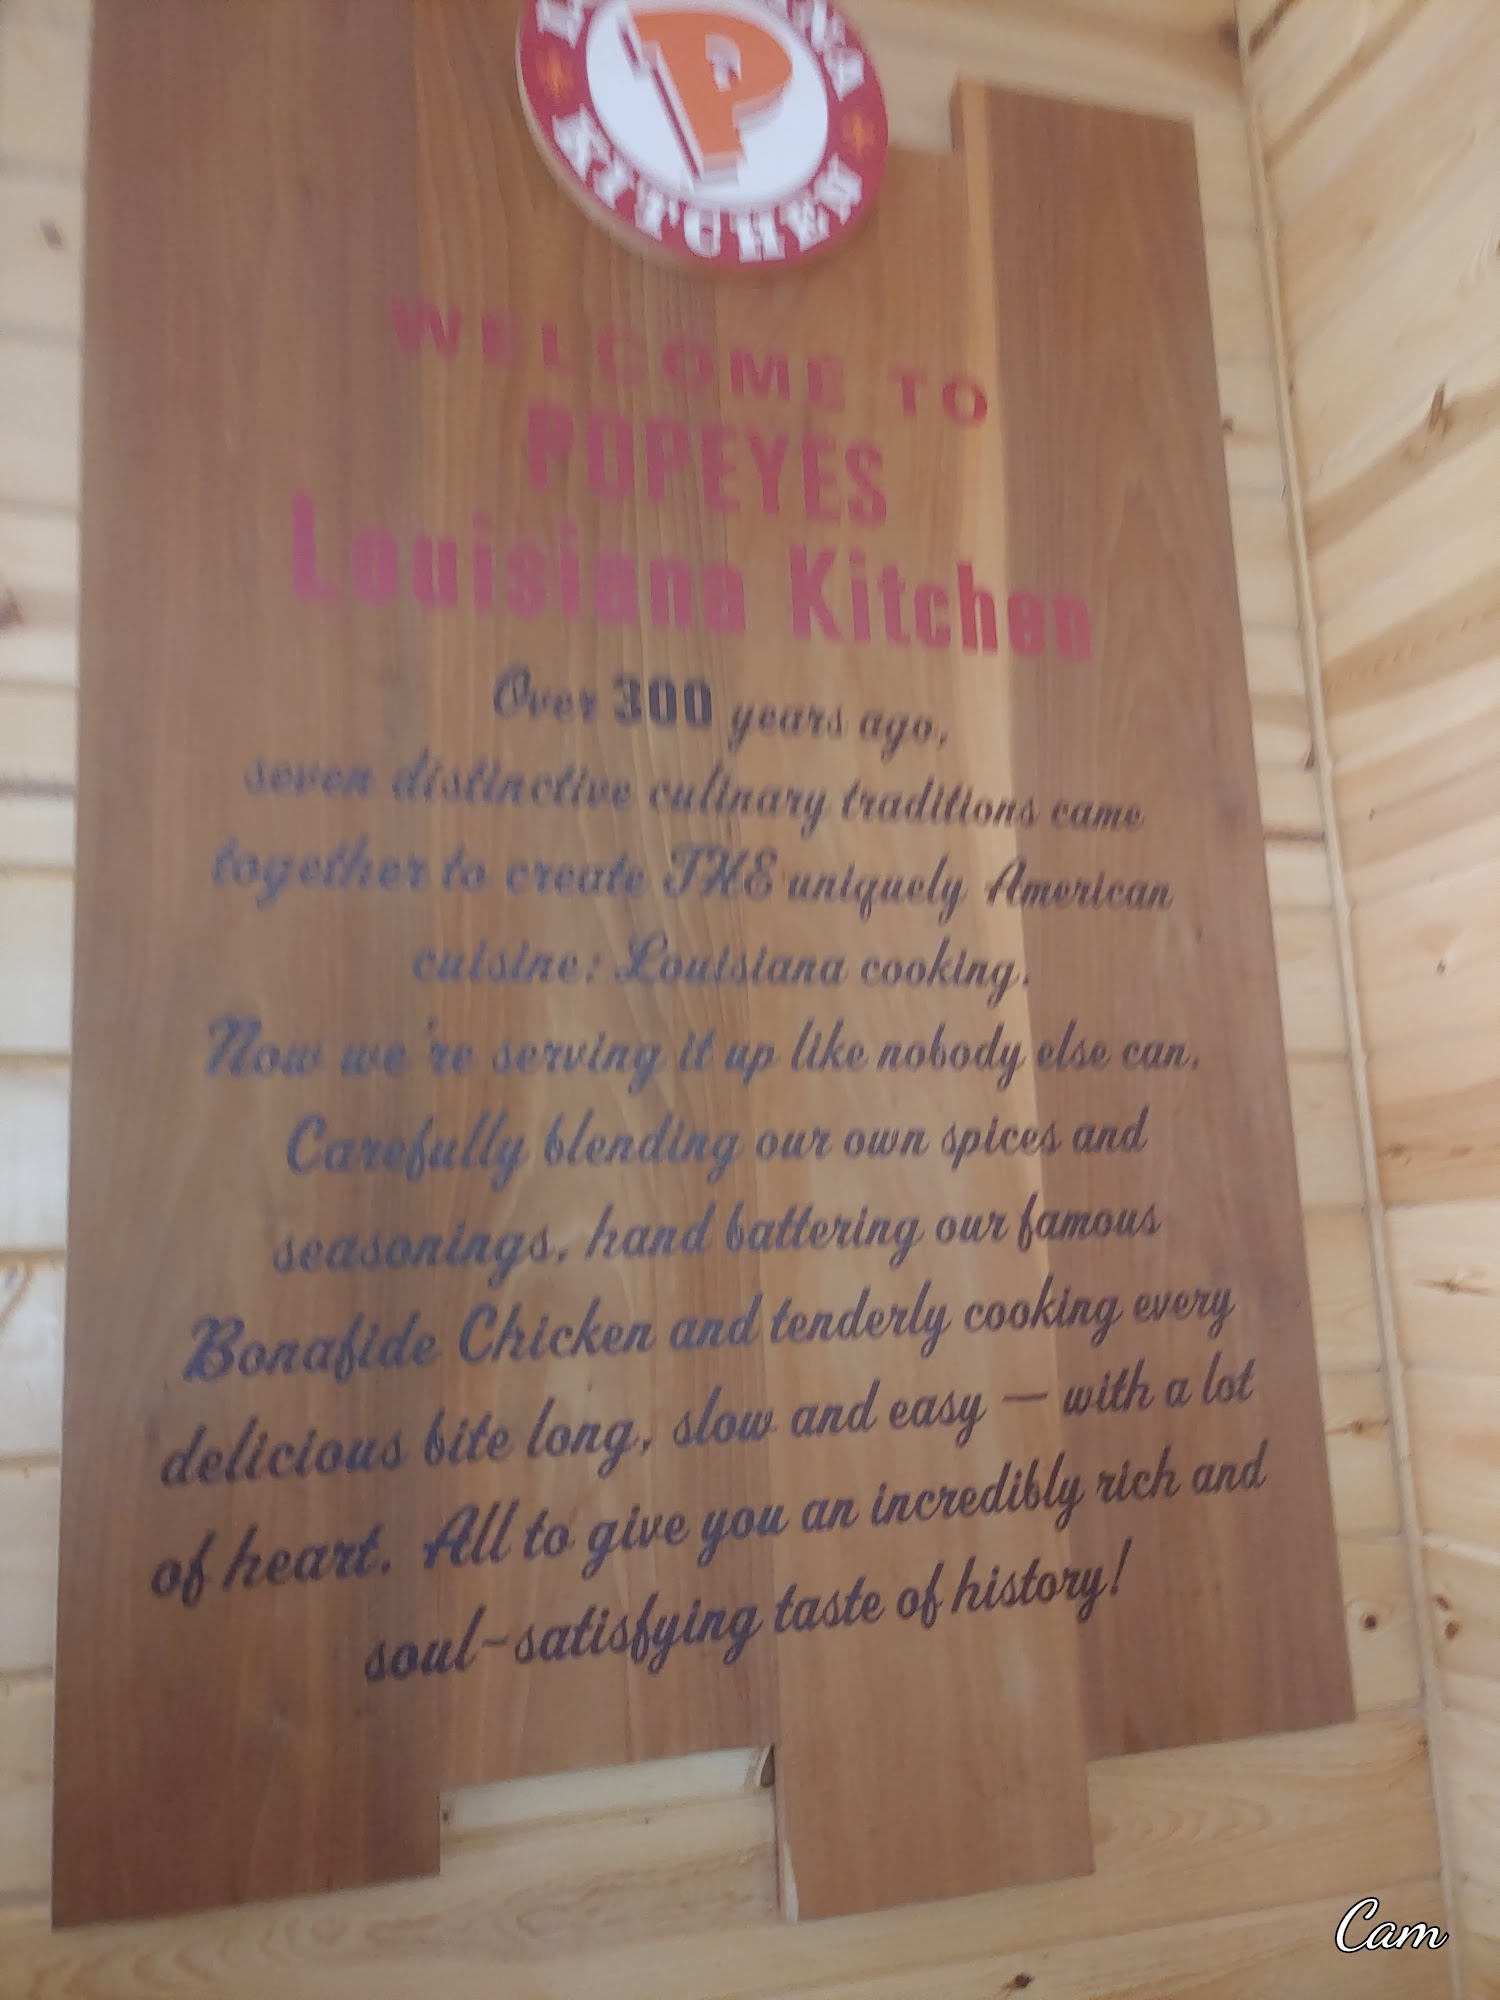 P
KITCHEN
WELCOME TO
POPEYES
Louisiana Kitchen
Over 300 years ago,
seven distinctive culinary traditions came
together to create THE uniquely American
cuisine: Louisiana cooking.
Now we're serving it up like nobody else can.
Carefully blending our own spices and
seasonings, hand battering our famous
Bonafide Chicken and tenderly cooking every
delicious bite long, slow and easy — with a lot
of heart. All to give you an incredibly rich and
soul-satisfying taste of history!
Cam